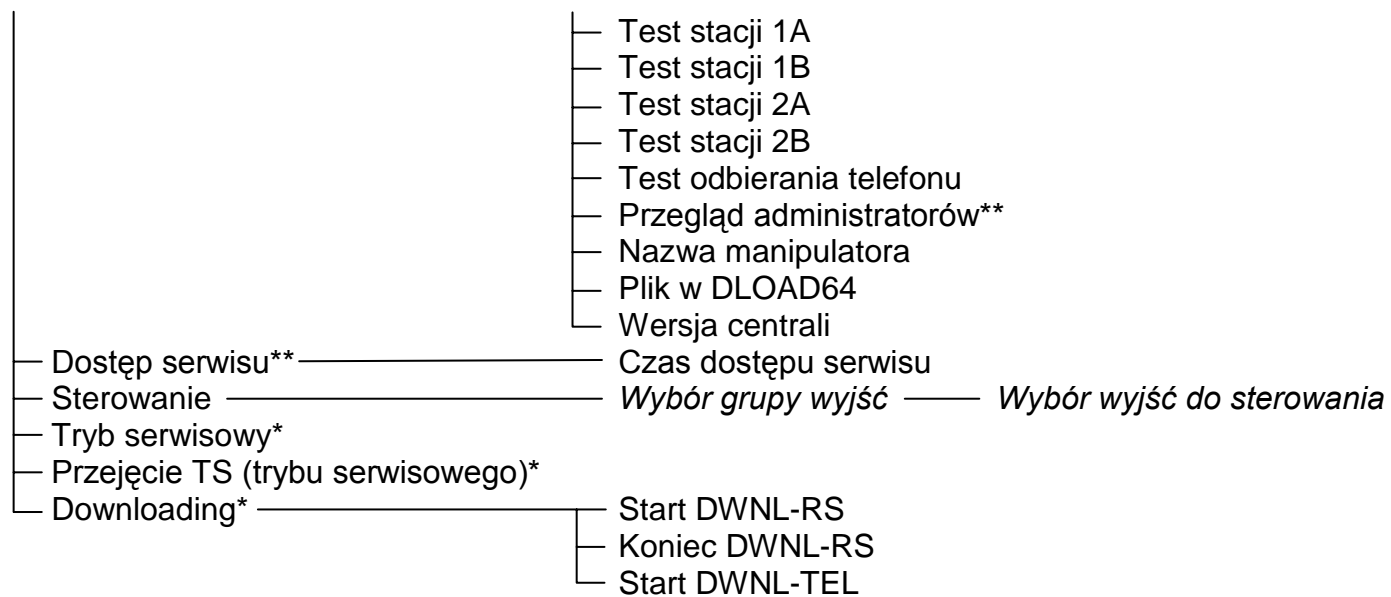 Test stacji 1A
Test stacji 1B
Test stacji 2A
Test stacji 2B
Test odbierania telefonu
Przegląd administratorów**
Nazwa manipulatora
Plik w DLOAD64
Wersja centrali
Dostęp serwisu** Czas dostępu serwisu
Sterowanie Wybór grupy wyjść Wybór wyjść do sterowania
Tryb serwisowy*
Przejęcie TS (trybu serwisowego)*
Downloading* Start DWNL-RS
Koniec DWNL-RS
Start DWNL-TEL